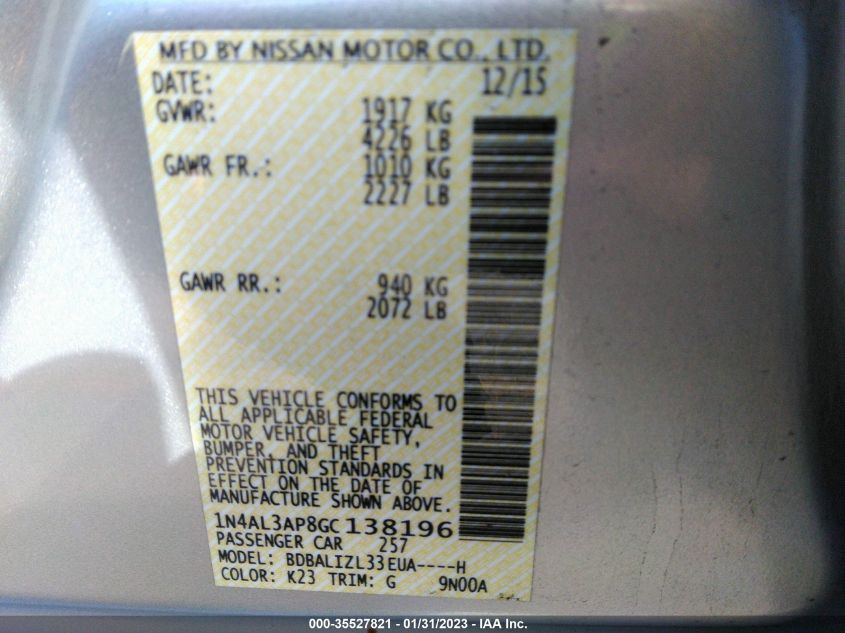 MFD BY NISSAN MOTOR CO., LTD.
DATE: 12/15
GVWR: 1917 KG
4226 LB
GAWR FR.: 1010 KG
2227 LB
GAWR RR.: 940 KG
2072 LB
THIS VEHICLE CONFORMS TO
ALL APPLICABLE FEDERAL
MOTOR VEHICLE SAFETY,
BUMPER, AND THEFT
PREVENTION STANDARDS IN
EFFECT ON THE DATE OF
MANUFACTURE SHOWN ABOVE.
1N4AL3AP8GC138196
PASSENGER CAR 257
MODEL: BDBALIZL33EUA----H
COLOR: K23 TRIM: G 9N00A
000-35527821 - 01/31/2023 - IAA Inc.